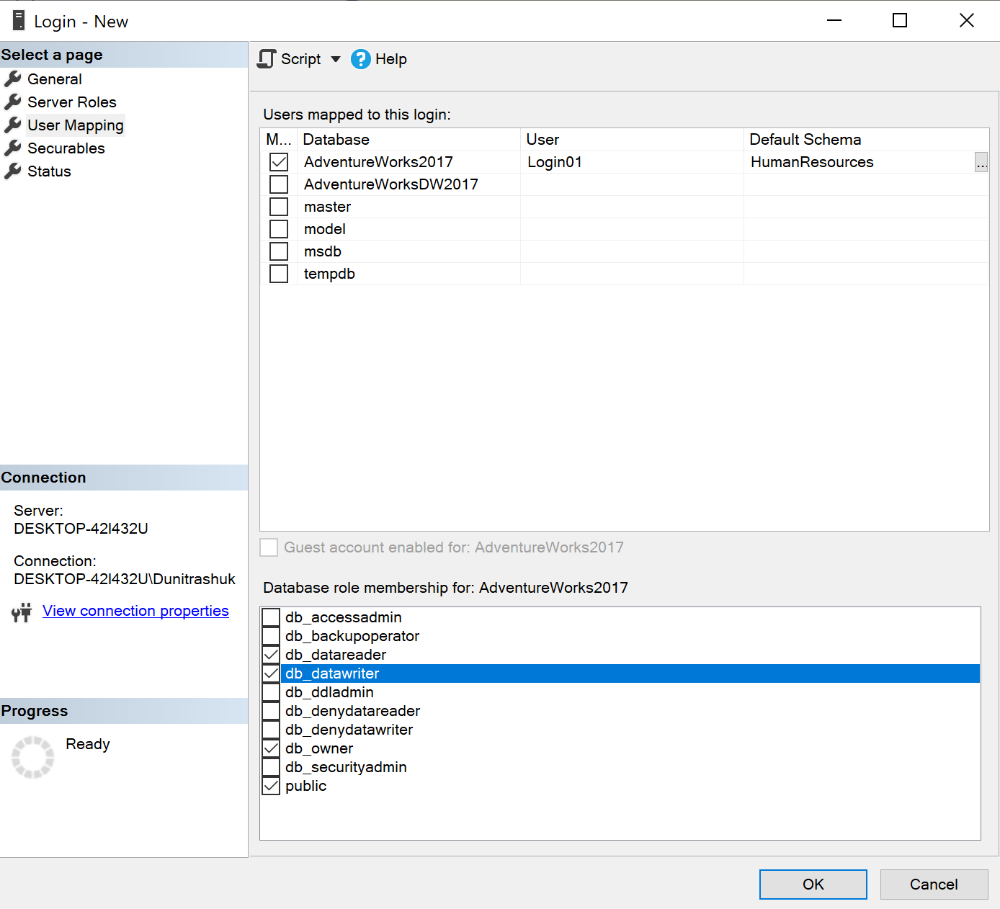 Login - New
Select a page
General
Server Roles
User Mapping
Securables
Status
Connection
Server:
DESKTOP-42I432U
Connection:
DESKTOP-42I432U\Dunitrashuk
View connection properties
Progress
Ready
Script
? Help
Users mapped to this login:
M... Database User Default Schema
AdventureWorks2017 Login01 HumanResources ...
AdventureWorksDW2017
master
model
msdb
tempdb
Guest account enabled for: AdventureWorks2017
Database role membership for: AdventureWorks2017
db_accessadmin
db_backupoperator
db_datareader
db_datawriter
db_ddladmin
db_denydatareader
db_denydatawriter
db_owner
db_securityadmin
public
OK Cancel